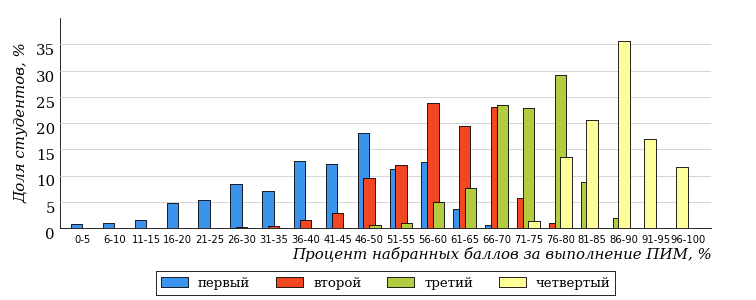 Доля студентов, %
35
30
25
20
15
10
5
0
0-5 6-10 11-15 16-20 21-25 26-30 31-35 36-40 41-45 46-50 51-55 56-60 61-65 66-70 71-75 76-80 81-85 86-90 91-95 96-100
Процент набранных баллов за выполнение ПИМ, %
первый второй третий четвертый